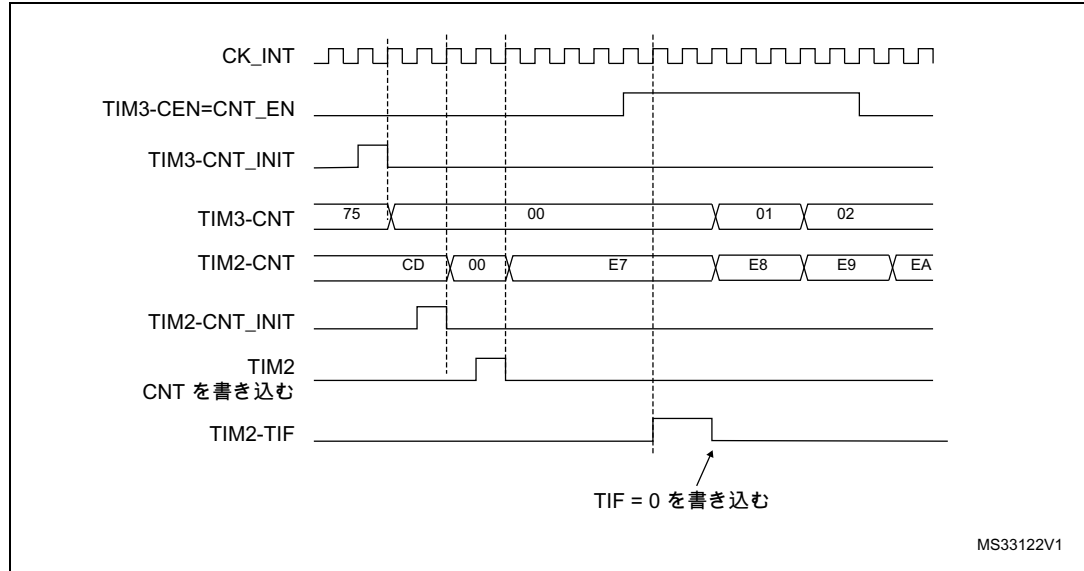 CK_INT
TIM3-CEN=CNT_EN
TIM3-CNT_INIT
TIM3-CNT 75 00 01 02
TIM2-CNT CD 00 E7 E8 E9 EA
TIM2-CNT_INIT
TIM2
CNT を書き込む
TIM2-TIF
TIF = 0 を書き込む
MS33122V1